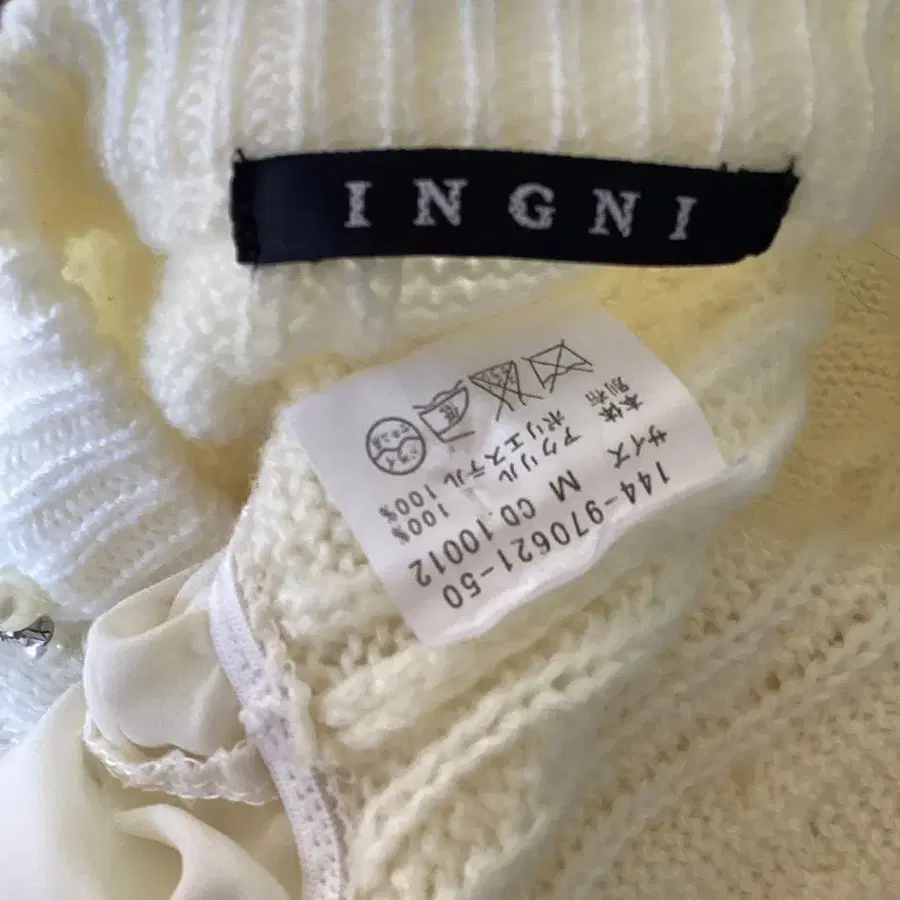 INGNI
144-970621-50
サイズ M CD 10012
本体 アクリル 100%
別布 ポリエステル 100%